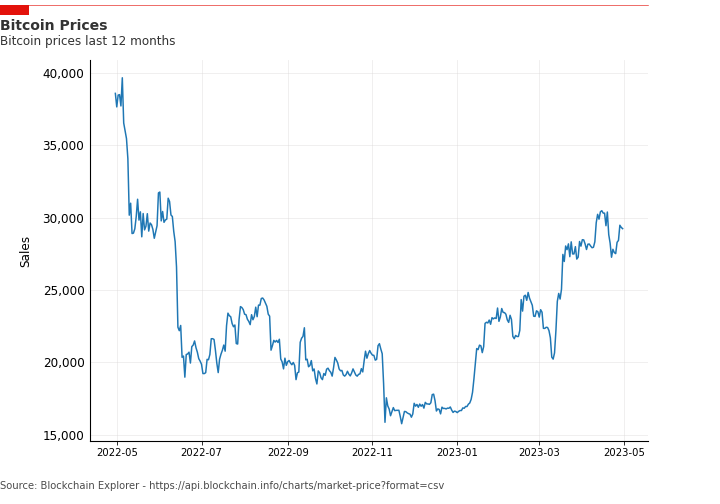 Bitcoin Prices
Bitcoin prices last 12 months
40,000
35,000
30,000
25,000
20,000
15,000
Sales
2022-05 2022-07 2022-09 2022-11 2023-01 2023-03 2023-05
Source: Blockchain Explorer - https://api.blockchain.info/charts/market-price?format=csv